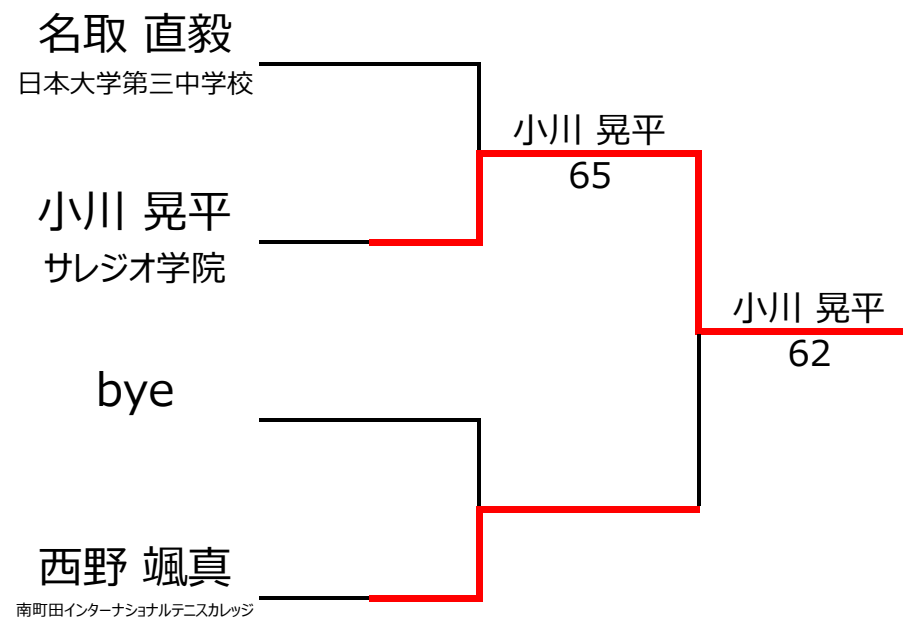 名取 直毅
日本大学第三中学校
小川 晃平
65
小川 晃平
サレジオ学院
小川 晃平
62
bye
西野 颯真
南町田インターナショナルテニスカレッジ